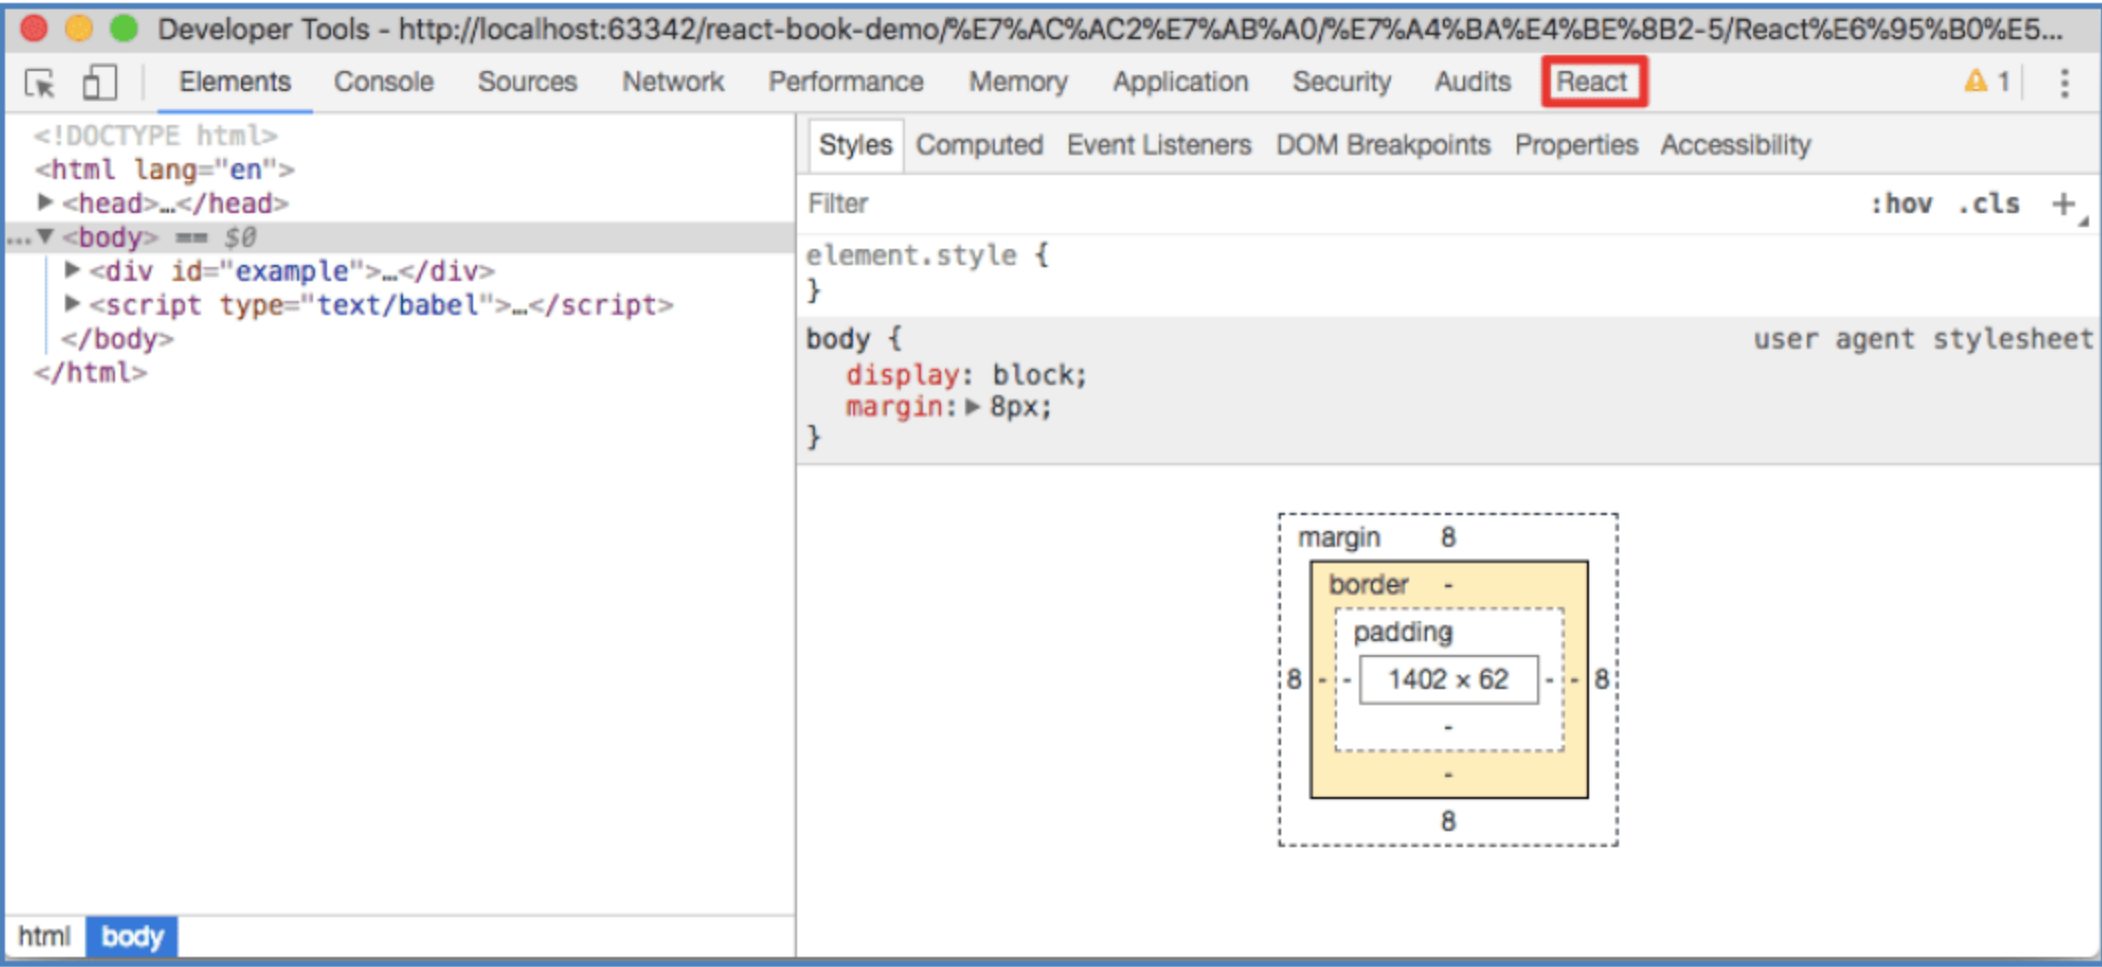 Developer Tools - http://localhost:63342/react-book-demo/%E7%AC%AC2%E7%AB%A0/%E7%A4%BA%E4%BE%8B2-5/React%E6%95%B0%E5...
Elements Console Sources Network Performance Memory Application Security Audits React 1
<!DOCTYPE html>
<html lang="en">
<head>…</head>
<body> == $0
<div id="example">…</div>
<script type="text/babel">…</script>
</body>
</html>
html body
Styles Computed Event Listeners DOM Breakpoints Properties Accessibility
Filter :hov .cls +
element.style {
}
body { user agent stylesheet
display: block;
margin: 8px;
}
margin 8
border -
padding
8 - - 1402 × 62 - - 8
-
-
8